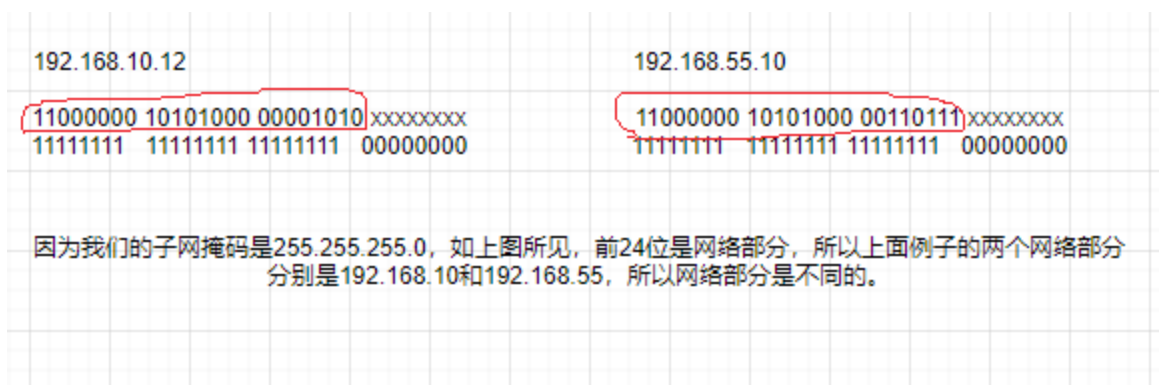 192.168.10.12
192.168.55.10
11000000 10101000 00001010 xxxxxxxx
11000000 10101000 00110111 xxxxxxxx
11111111 11111111 11111111 00000000
11111111 11111111 11111111 00000000
因为我们的子网掩码是255.255.255.0，如上图所见，前24位是网络部分，所以上面例子的两个网络部分
分别是192.168.10和192.168.55，所以网络部分是不同的。